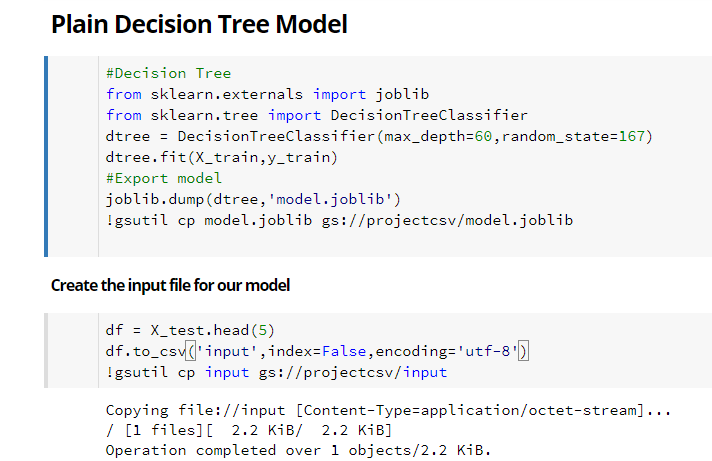 Plain Decision Tree Model
#Decision Tree
from sklearn.externals import joblib
from sklearn.tree import DecisionTreeClassifier
dtree = DecisionTreeClassifier(max_depth=60,random_state=167)
dtree.fit(X_train,y_train)
#Export model
joblib.dump(dtree,'model.joblib')
!gsutil cp model.joblib gs://projectcsv/model.joblib
Create the input file for our model
df = X_test.head(5)
df.to_csv('input',index=False,encoding='utf-8')
!gsutil cp input gs://projectcsv/input
Copying file://input [Content-Type=application/octet-stream]...
/ [1 files][  2.2 KiB/  2.2 KiB]
Operation completed over 1 objects/2.2 KiB.